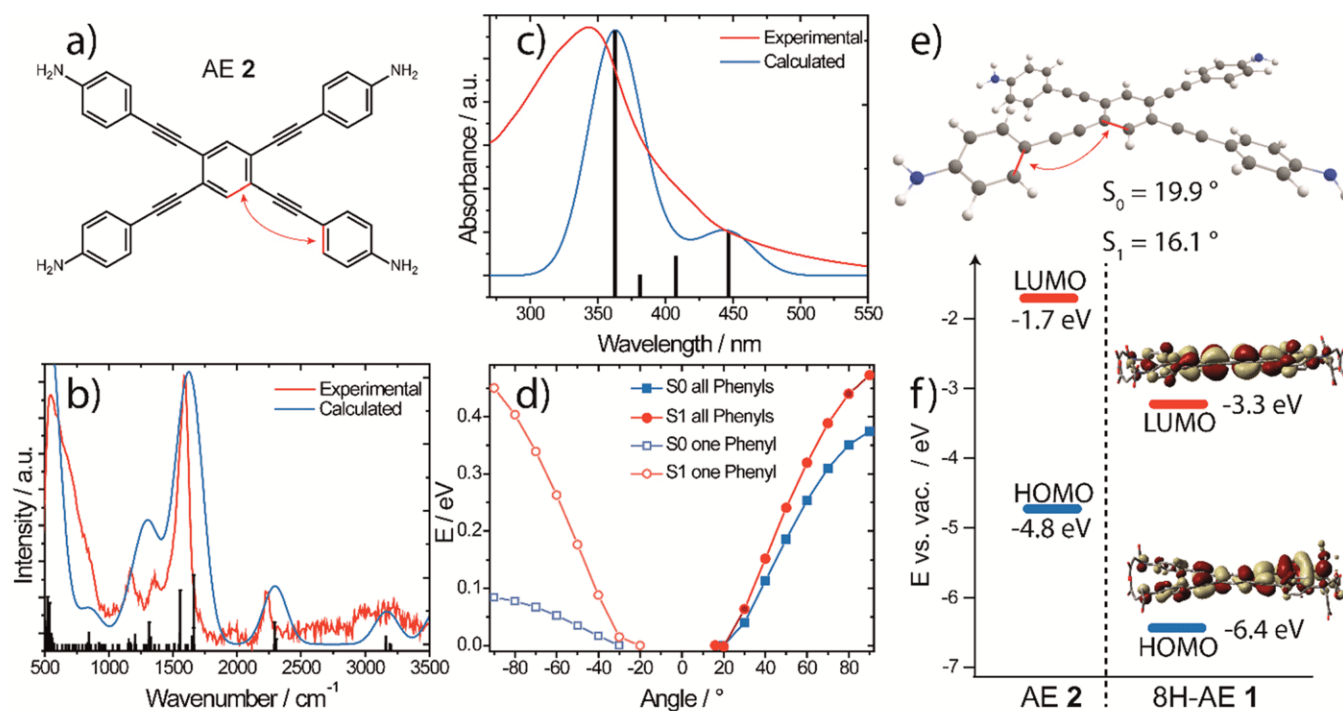 a)
AE 2
H₂N
NH₂
H₂N
NH₂
b)
Experimental
Calculated
Intensity / a.u.
500 1000 1500 2000 2500 3000 3500
Wavenumber / cm⁻¹
c)
Experimental
Calculated
Absorbance / a.u.
300 350 400 450 500 550
Wavelength / nm
d)
S0 all Phenyls
S1 all Phenyls
S0 one Phenyl
S1 one Phenyl
E / eV
0.4
0.3
0.2
0.1
0.0
-80 -60 -40 -20 0 20 40 60 80
Angle / °
e)
S₀ = 19.9 °
S₁ = 16.1 °
f)
E vs. vac. / eV
-2
-3
-4
-5
-6
-7
LUMO
-1.7 eV
HOMO
-4.8 eV
LUMO
-3.3 eV
HOMO
-6.4 eV
AE 2
8H-AE 1